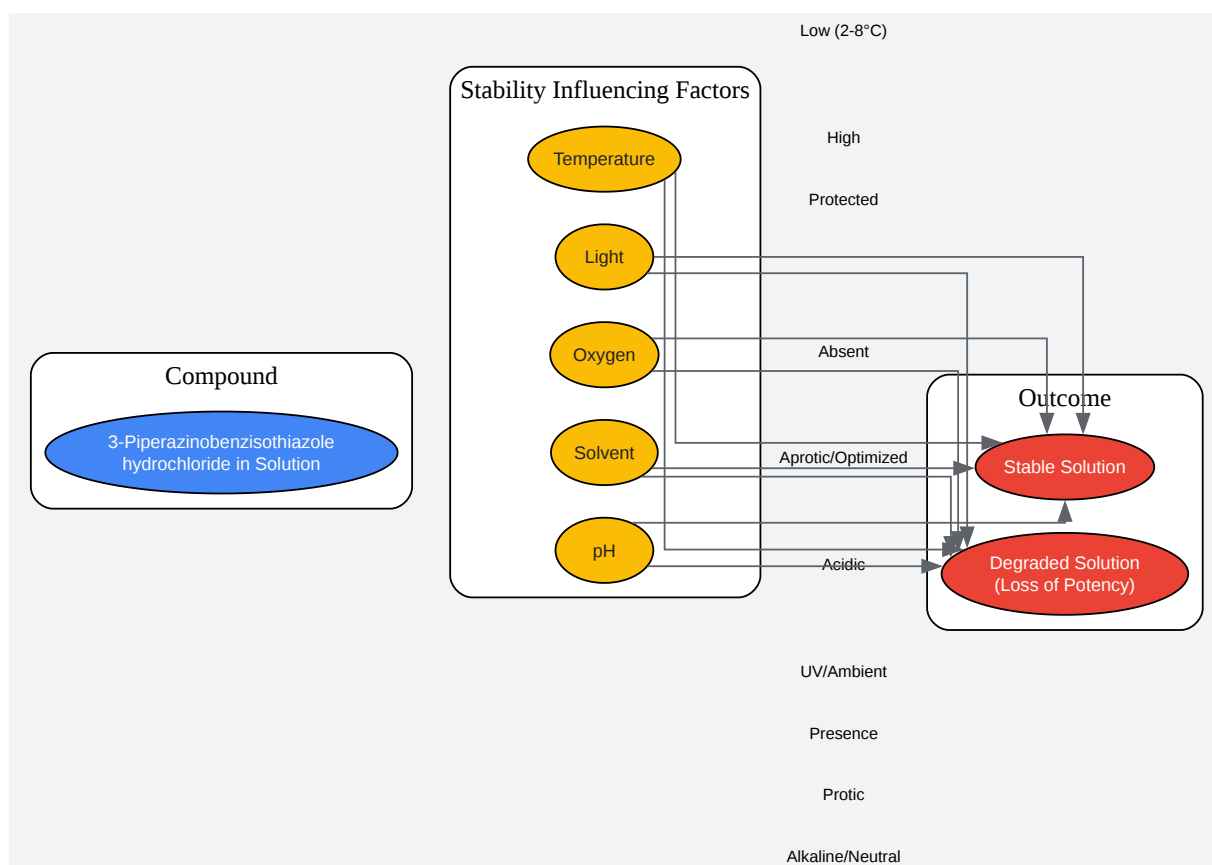 Low (2-8°C)
Stability Influencing Factors
High
Temperature
Protected
Light
Oxygen
Absent
Compound
Outcome
3-Piperazinobenzisothiazole
hydrochloride in Solution
Solvent
Aprotic/Optimized
Stable Solution
pH
Acidic
Degraded Solution
(Loss of Potency)
UV/Ambient
Presence
Protic
Alkaline/Neutral